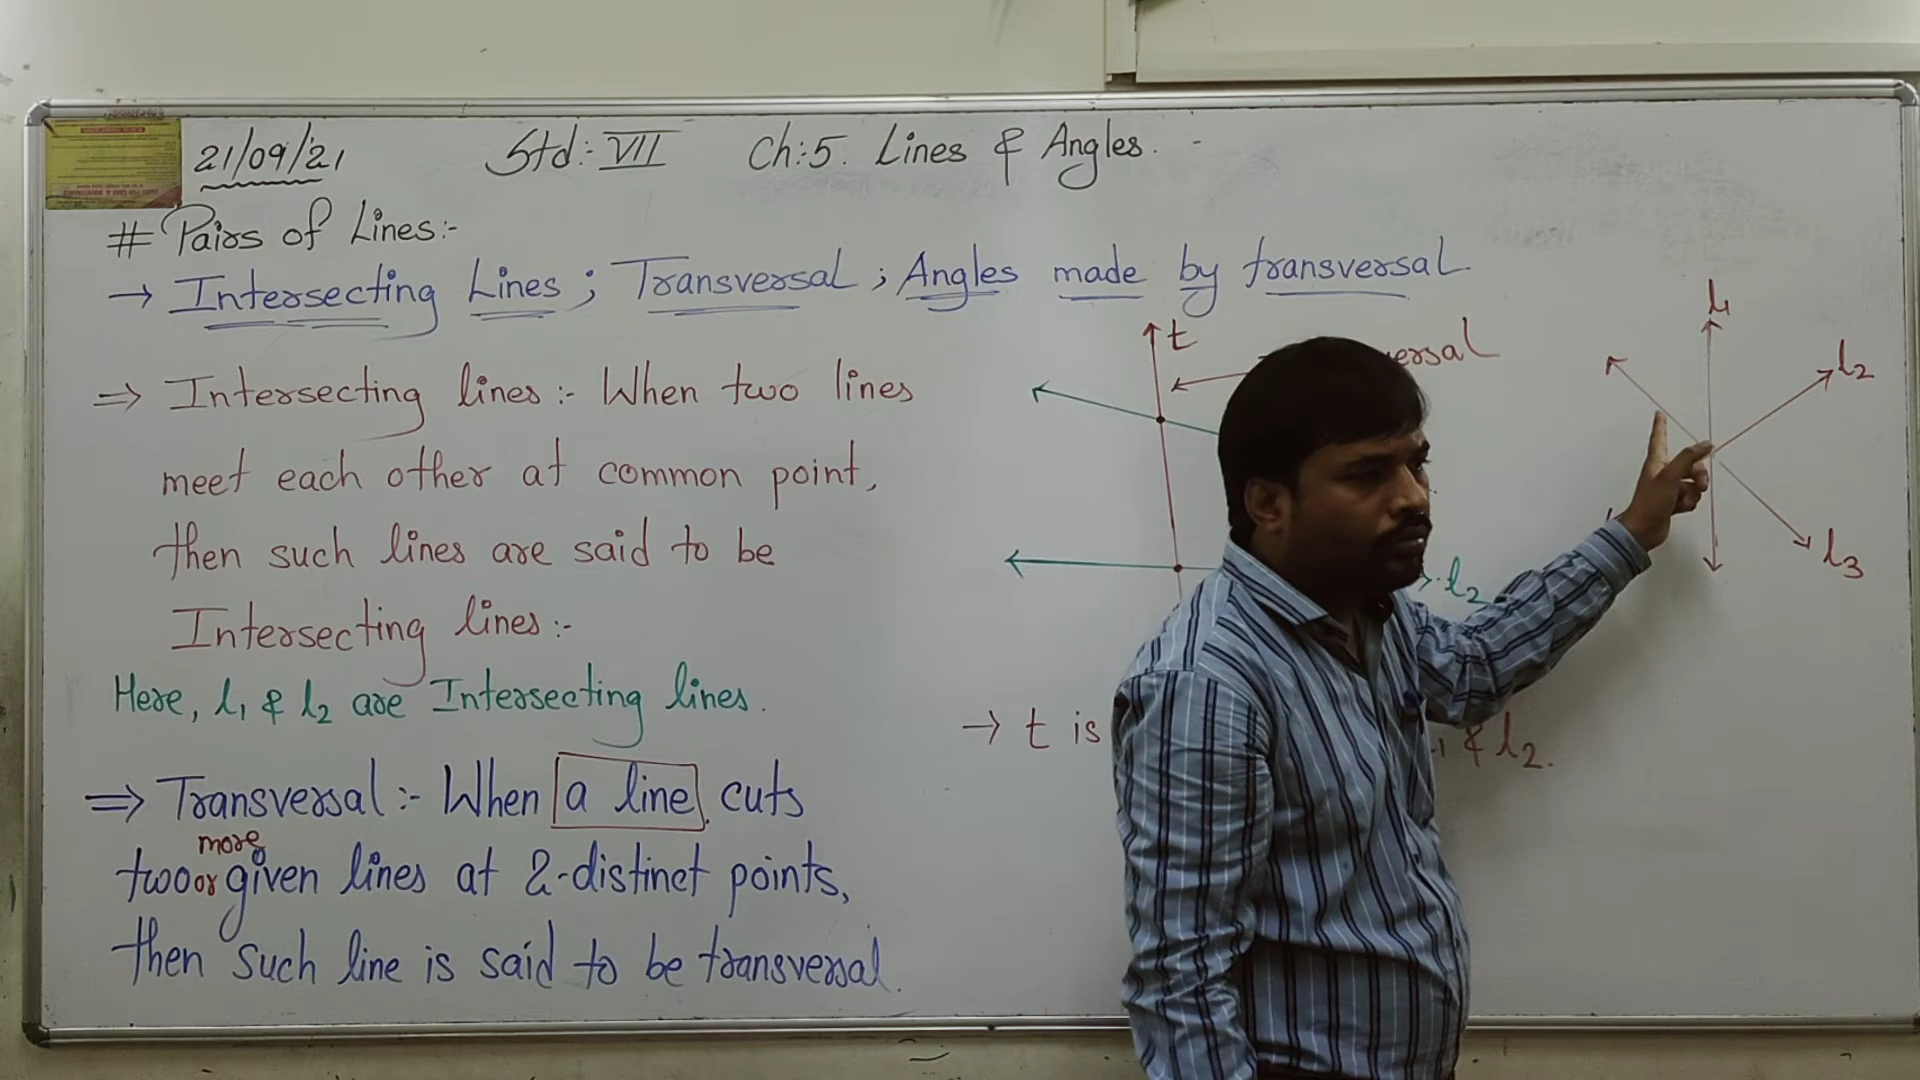 21/09/21 Std:- VII Ch:5. Lines & Angles.
# Pairs of Lines:-
→ Intersecting Lines ; Transversal ; Angles made by transversal.
⇒ Intersecting lines :- When two lines
meet each other at common point,
then such lines are said to be
Intersecting lines :-
Here, l₁ & l₂ are Intersecting lines.
⇒ Transversal :- When a line cuts
more
two or given lines at 2-distinct points,
then such line is said to be transversal.
t
ersal
l₂
→ t is
& l₂.
l₁
l₂
l₃